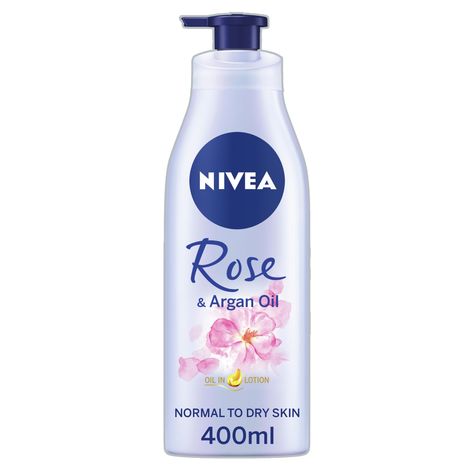 NIVEA
Rose
& Argan Oil
OIL IN LOTION
NORMAL TO DRY SKIN
400ml